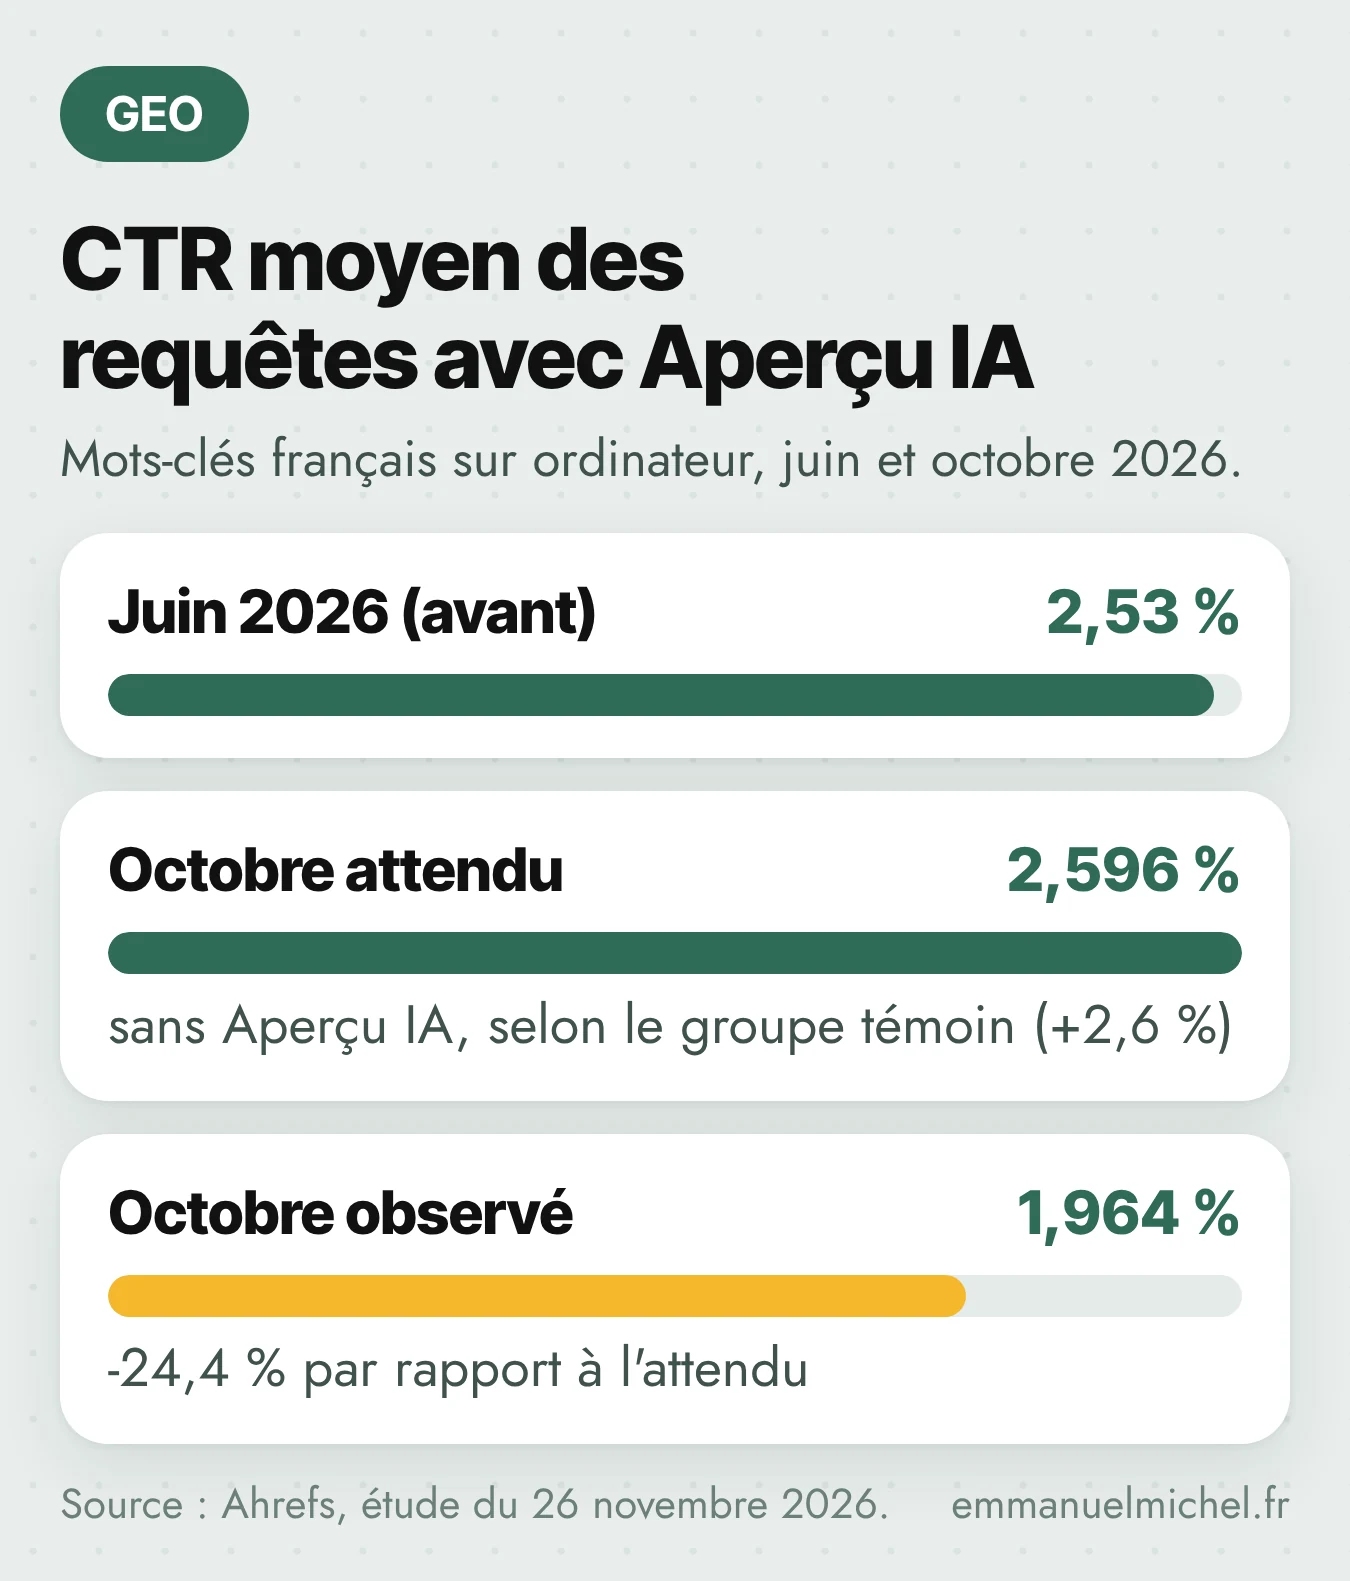 GEO
CTR moyen des
requêtes avec Aperçu IA
Mots-clés français sur ordinateur, juin et octobre 2026.
Juin 2026 (avant) 2,53 %
Octobre attendu 2,596 %
sans Aperçu IA, selon le groupe témoin (+2,6 %)
Octobre observé 1,964 %
-24,4 % par rapport à l'attendu
Source : Ahrefs, étude du 26 novembre 2026. emmanuelmichel.fr